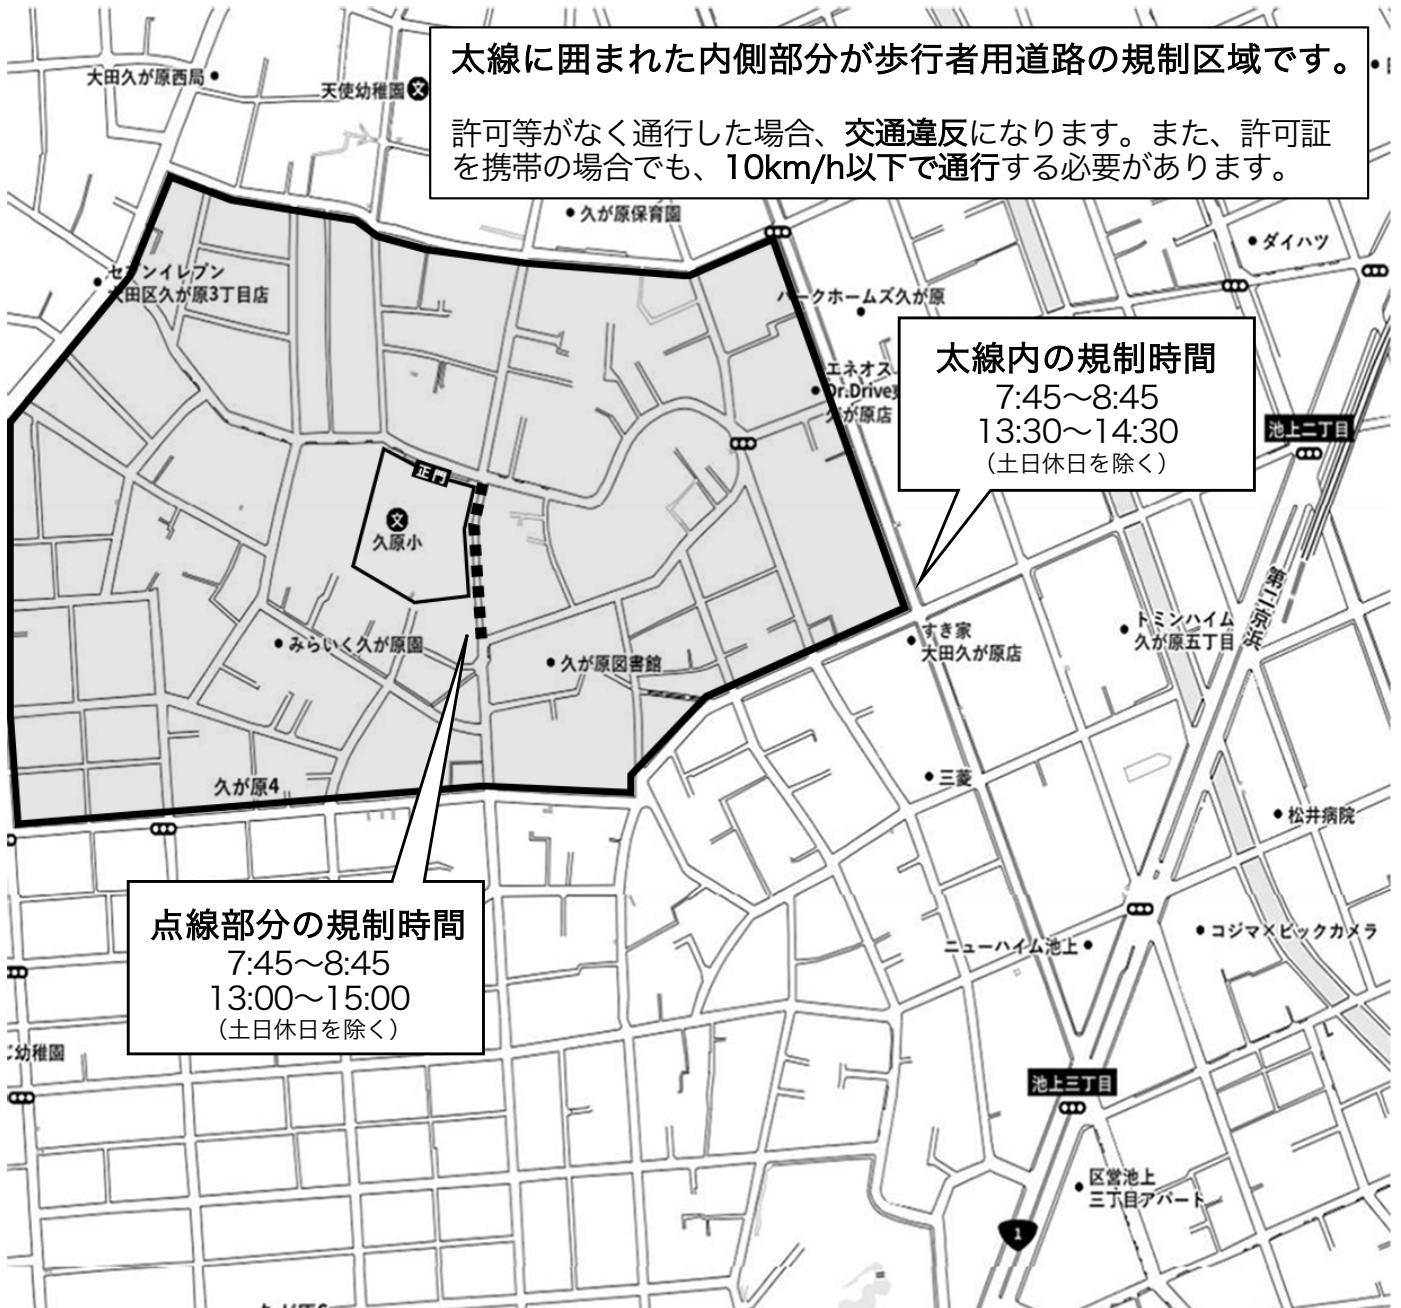 太線に囲まれた内側部分が歩行者用道路の規制区域です。
許可等がなく通行した場合、交通違反になります。また、許可証
を携帯の場合でも、10km/h以下で通行する必要があります。
大田久が原西局
天使幼稚園
文
久が原保育園
ダイハツ
セブンイレブン
大田区久が原3丁目店
パークホームズ久が原
エネオス
Dr.Drive
久が原店
太線内の規制時間
7:45〜8:45
13:30〜14:30
(土日休日を除く)
池上二丁目
正門
文
久原小
第二京浜
みらいく久が原園
久が原図書館
すき家
大田久が原店
トミンハイム
久が原五丁目
三菱
久が原4
松井病院
点線部分の規制時間
7:45〜8:45
13:00〜15:00
(土日休日を除く)
コジマ×ビックカメラ
ニューハイム池上
幼稚園
池上三丁目
区営池上
三丁目アパート
1